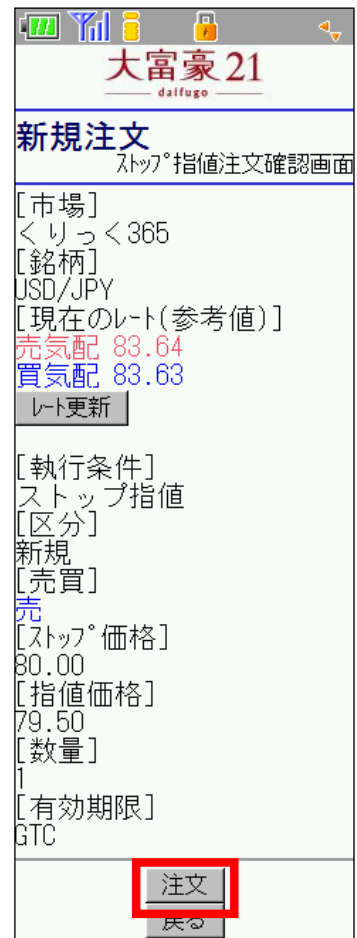 大富豪21
daifugo
新規注文
ｽﾄｯﾌﾟ指値注文確認画面
[市場]
くりっく365
[銘柄]
USD/JPY
[現在のﾚｰﾄ(参考値)]
売気配 83.64
買気配 83.63
ﾚｰﾄ更新
[執行条件]
ストップ指値
[区分]
新規
[売買]
売
[ｽﾄｯﾌﾟ価格]
80.00
[指値価格]
79.50
[数量]
1
[有効期限]
GTC
注文
戻る